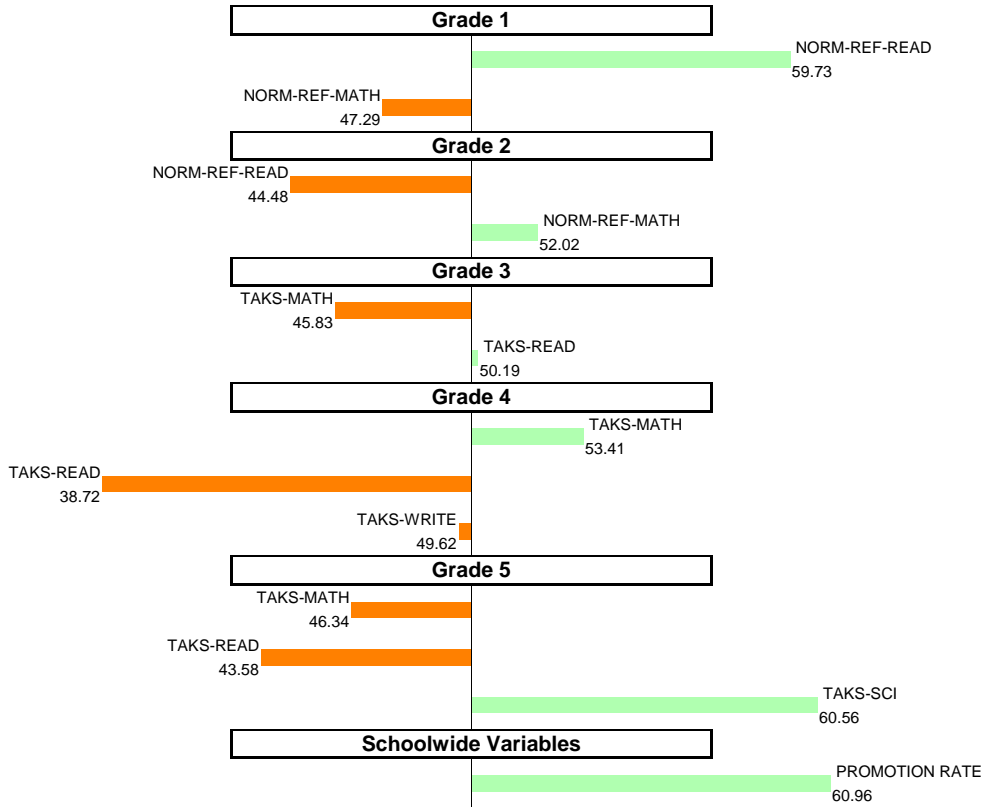 Grade 1
NORM-REF-READ
59.73
NORM-REF-MATH
47.29
Grade 2
NORM-REF-READ
44.48
NORM-REF-MATH
52.02
Grade 3
TAKS-MATH
45.83
TAKS-READ
50.19
Grade 4
TAKS-MATH
53.41
TAKS-READ
38.72
TAKS-WRITE
49.62
Grade 5
TAKS-MATH
46.34
TAKS-READ
43.58
TAKS-SCI
60.56
Schoolwide Variables
PROMOTION RATE
60.96